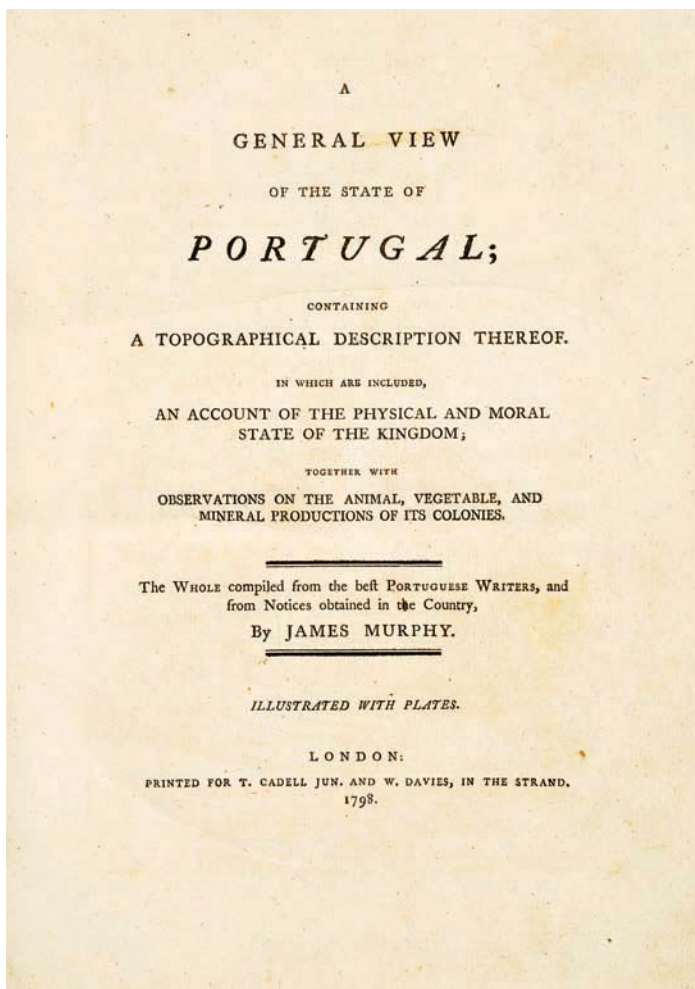 A
GENERAL VIEW
OF THE STATE OF
PORTUGAL;
CONTAINING
A TOPOGRAPHICAL DESCRIPTION THEREOF.
IN WHICH ARE INCLUDED,
AN ACCOUNT OF THE PHYSICAL AND MORAL
STATE OF THE KINGDOM;
TOGETHER WITH
OBSERVATIONS ON THE ANIMAL, VEGETABLE, AND
MINERAL PRODUCTIONS OF ITS COLONIES.
The WHOLE compiled from the beſt PORTUGUESE WRITERS, and
from Notices obtained in the Country,
By JAMES MURPHY.
ILLUSTRATED WITH PLATES.
LONDON:
PRINTED FOR T. CADELL JUN. AND W. DAVIES, IN THE STRAND.
1798.